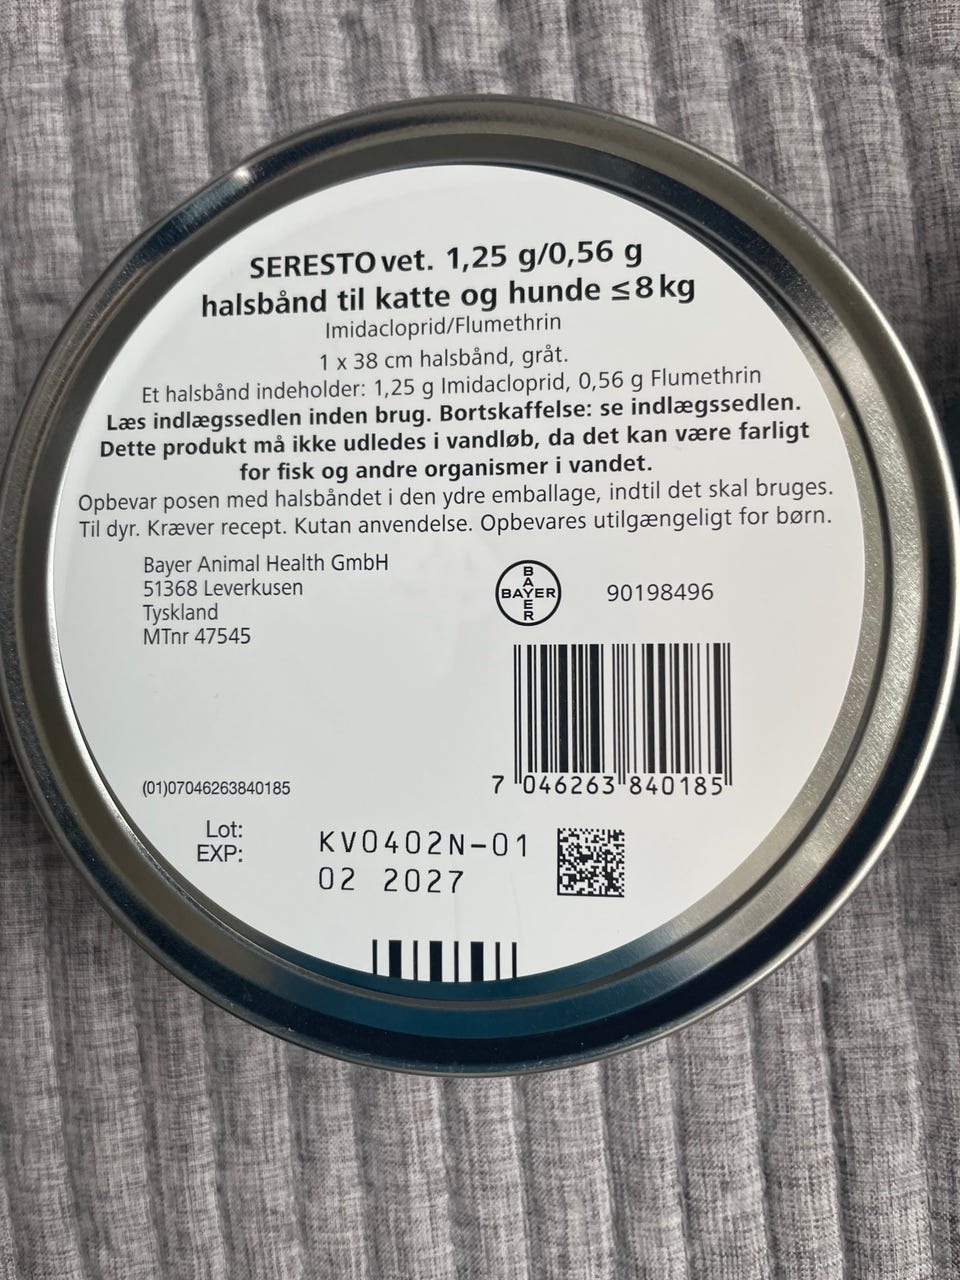 SERESTO vet. 1,25 g/0,56 g
halsbånd til katte og hunde ≤8 kg
Imidacloprid/Flumethrin
1 x 38 cm halsbånd, gråt.
Et halsbånd indeholder: 1,25 g Imidacloprid, 0,56 g Flumethrin
Læs indlægssedlen inden brug. Bortskaffelse: se indlægssedlen.
Dette produkt må ikke udledes i vandløb, da det kan være farligt
for fisk og andre organismer i vandet.
Opbevar posen med halsbåndet i den ydre emballage, indtil det skal bruges.
Til dyr. Kræver recept. Kutan anvendelse. Opbevares utilgængeligt for børn.
Bayer Animal Health GmbH
51368 Leverkusen
Tyskland
MTnr 47545
BAYER
BAYER
90198496
7 046263 840185
(01)07046263840185
Lot: KV0402N-01
EXP: 02 2027